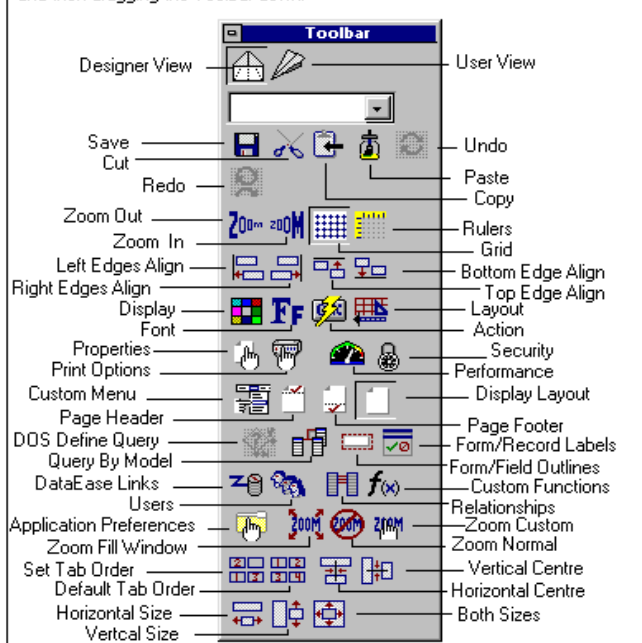 Toolbar
Designer View
User View
Save
Cut
Undo
Redo
Paste
Copy
Zoom Out
Zoom In
Rulers
Grid
Left Edges Align
Bottom Edge Align
Right Edges Align
Top Edge Align
Display
Layout
Font
Action
Properties
Security
Print Options
Performance
Custom Menu
Display Layout
Page Header
Page Footer
DOS Define Query
Form/Record Labels
Query By Model
Form/Field Outlines
DataEase Links
Custom Functions
Users
Relationships
Application Preferences
Zoom Custom
Zoom Fill Window
Zoom Normal
Set Tab Order
Vertical Centre
Default Tab Order
Horizontal Centre
Horizontal Size
Both Sizes
Vertcal Size